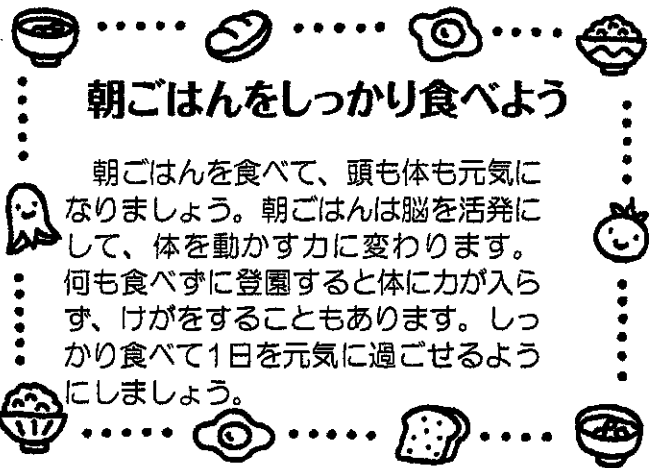 朝ごはんをしっかり食べよう
朝ごはんを食べて、頭も体も元気に
なりましょう。朝ごはんは脳を活発に
して、体を動かす力に変わります。
何も食べずに登園すると体に力が入ら
ず、けがをすることもあります。しっ
かり食べて1日を元気に過ごせるよう
にしましょう。